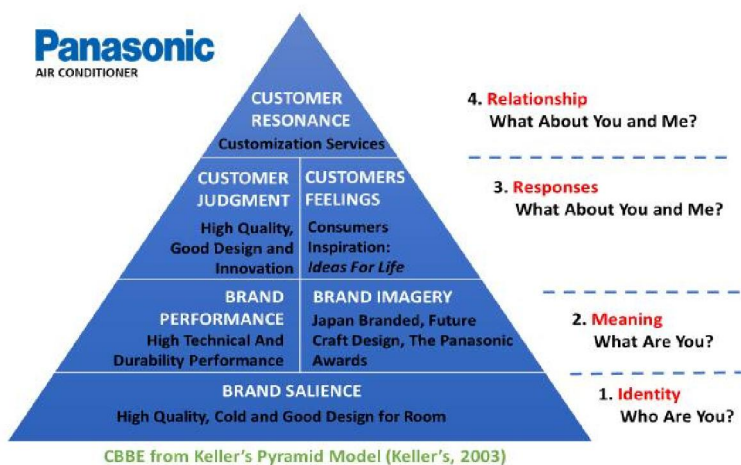 Panasonic
AIR CONDITIONER
CUSTOMER
RESONANCE
Customization Services
4. Relationship
What About You and Me?
CUSTOMER
JUDGMENT
High Quality,
Good Design and
Innovation
CUSTOMERS
FEELINGS
Consumers
Inspiration:
Ideas For Life
3. Responses
What About You and Me?
BRAND
PERFORMANCE
High Technical And
Durability Performance
BRAND IMAGERY
Japan Branded, Future
Craft Design, The Panasonic
Awards
2. Meaning
What Are You?
BRAND SALIENCE
High Quality, Cold and Good Design for Room
1. Identity
Who Are You?
CBBE from Keller's Pyramid Model (Keller's, 2003)